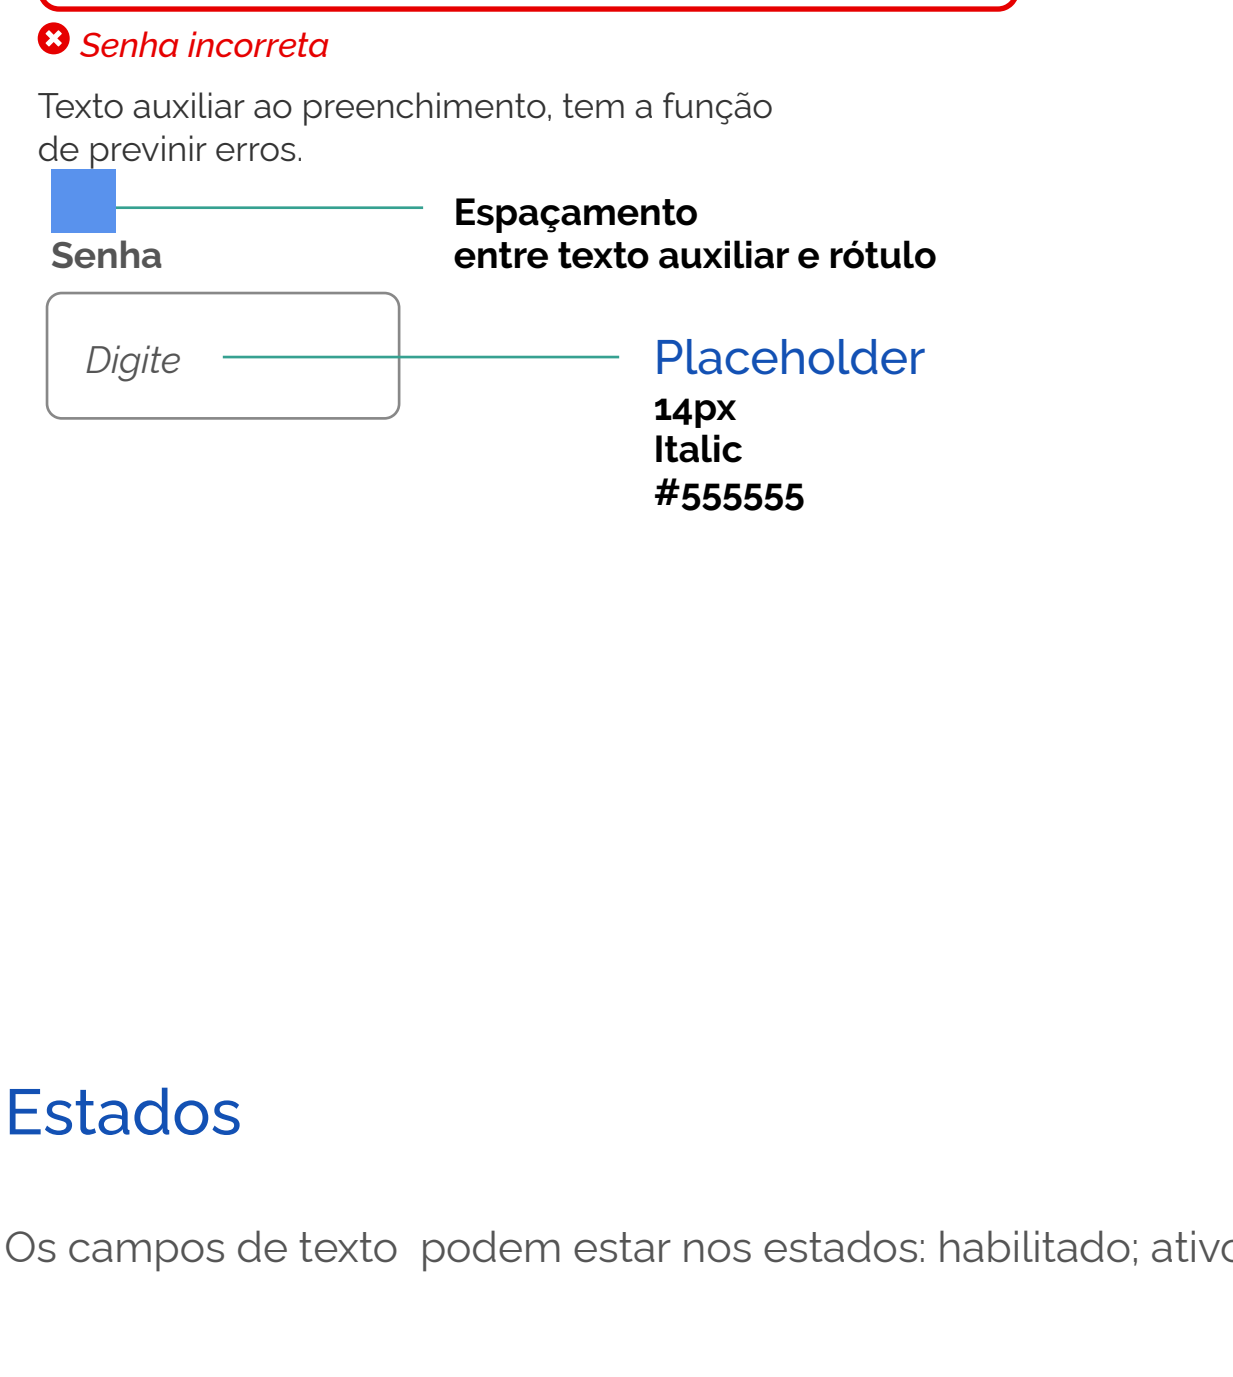 Senha incorreta
Texto auxiliar ao preenchimento, tem a função
de previnir erros.
Espaçamento
Senha
entre texto auxiliar e rótulo
Digite
Placeholder
14px
Italic
#555555
Estados
Os campos de texto  podem estar nos estados: habilitado; ativo